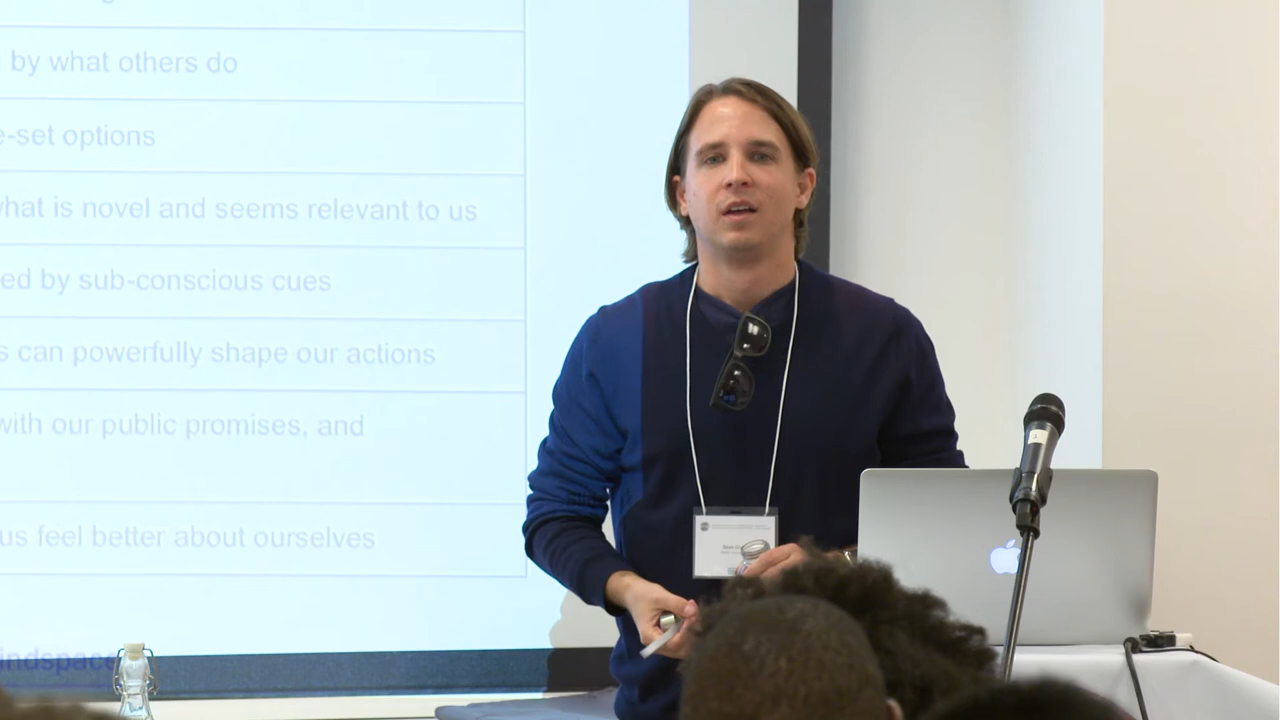 by what others do
e-set options
what is novel and seems relevant to us
ed by sub-conscious cues
s can powerfully shape our actions
with our public promises, and
us feel better about ourselves
indspace